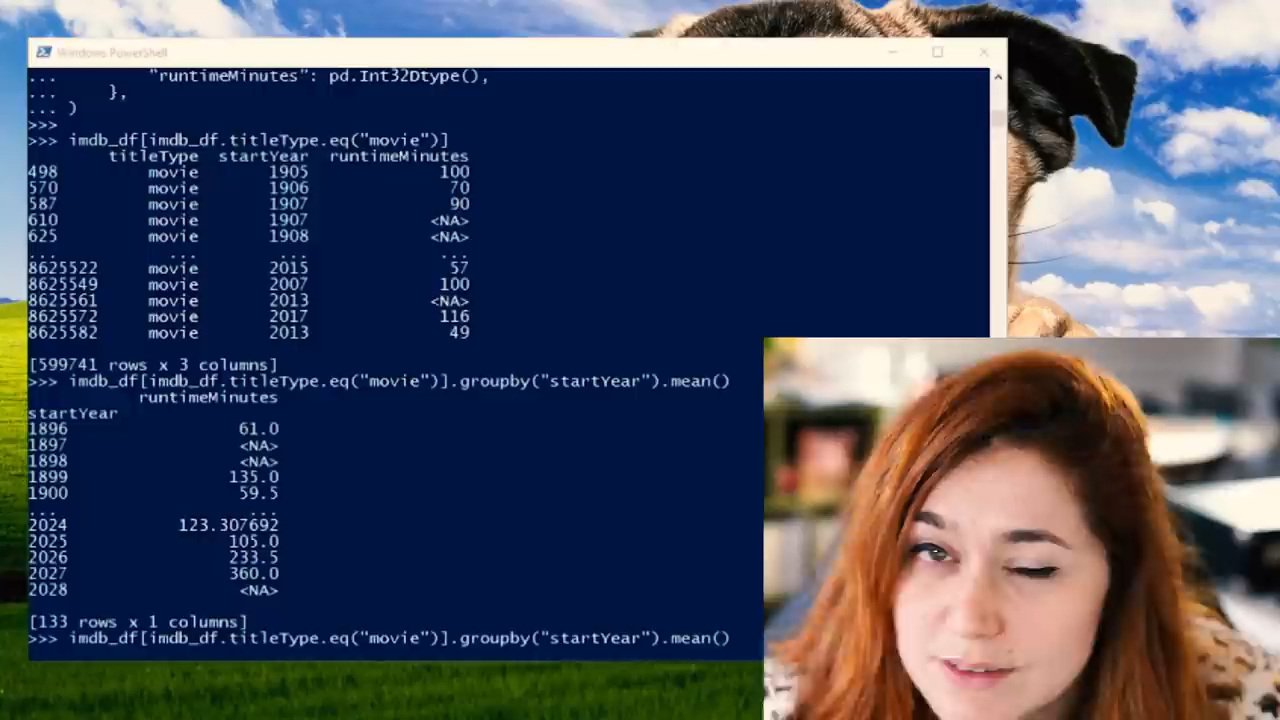 Windows PowerShell
... "runtimeMinutes": pd.Int32Dtype(),
... },
... )
>>>
>>> imdb_df[imdb_df.titleType.eq("movie")]
titleType startYear runtimeMinutes
498 movie 1905 100
570 movie 1906 70
587 movie 1907 90
610 movie 1907 <NA>
625 movie 1908 <NA>
... ... ... ...
8625522 movie 2015 57
8625549 movie 2007 100
8625561 movie 2013 <NA>
8625572 movie 2017 116
8625582 movie 2013 49
[599741 rows x 3 columns]
>>> imdb_df[imdb_df.titleType.eq("movie")].groupby("startYear").mean()
runtimeMinutes
startYear
1896 61.0
1897 <NA>
1898 <NA>
1899 135.0
1900 59.5
... ...
2024 123.307692
2025 105.0
2026 233.5
2027 360.0
2028 <NA>
[133 rows x 1 columns]
>>> imdb_df[imdb_df.titleType.eq("movie")].groupby("startYear").mean()